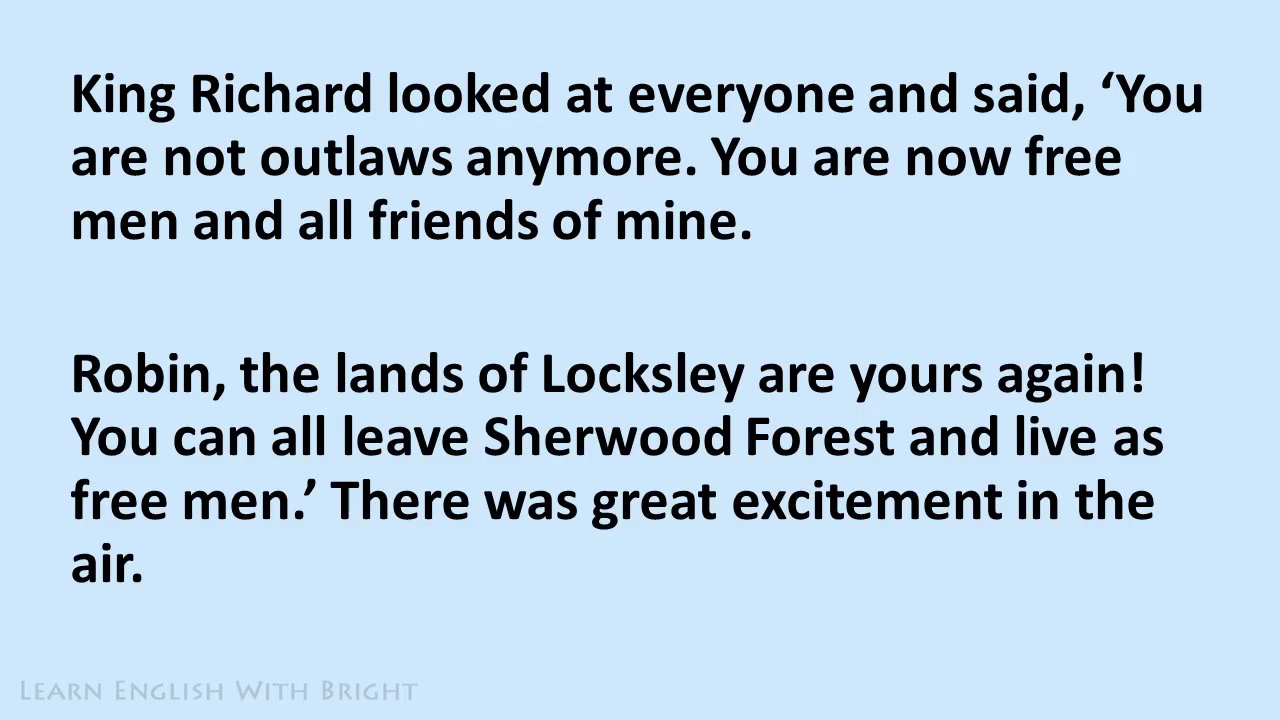 King Richard looked at everyone and said, ‘You
are not outlaws anymore. You are now free
men and all friends of mine.
Robin, the lands of Locksley are yours again!
You can all leave Sherwood Forest and live as
free men.’ There was great excitement in the
air.
Learn English With Bright